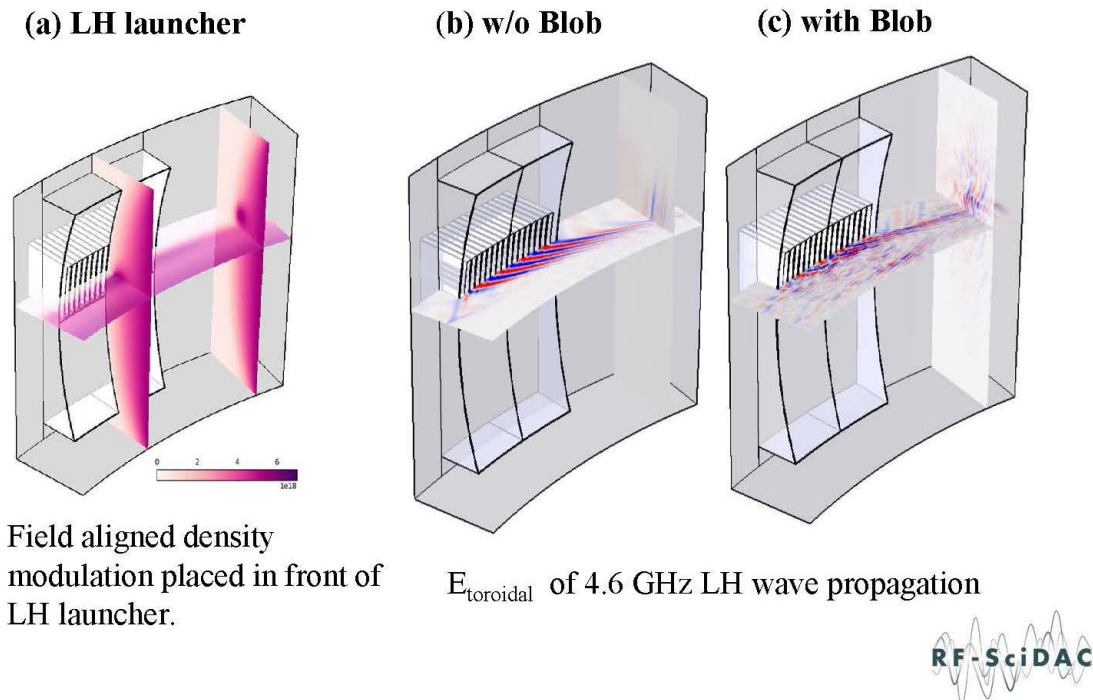 (a) LH launcher
(b) w/o Blob
(c) with Blob
0 2 4 6
1e18
Field aligned density
modulation placed in front of
LH launcher.
E_toroidal of 4.6 GHz LH wave propagation
RF-SciDAC